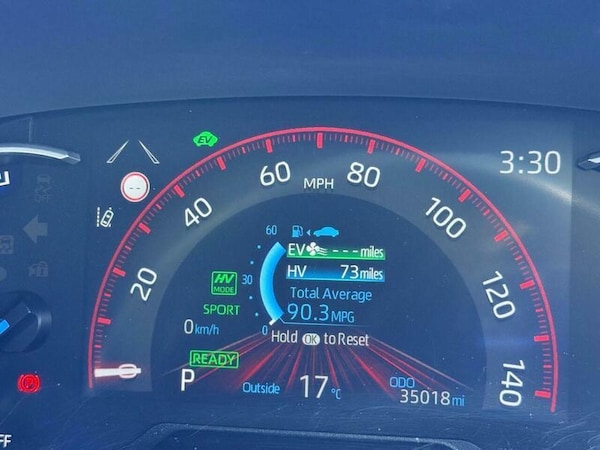 EV
3:30
60
MPH
80
40
100
20
120
0
140
60
30
0
EV --- miles
HV 73 miles
Total Average
90.3 MPG
Hold OK to Reset
HV
MODE
SPORT
0 km/h
READY
P
Outside 17 °C
ODO
35018 mi
FF